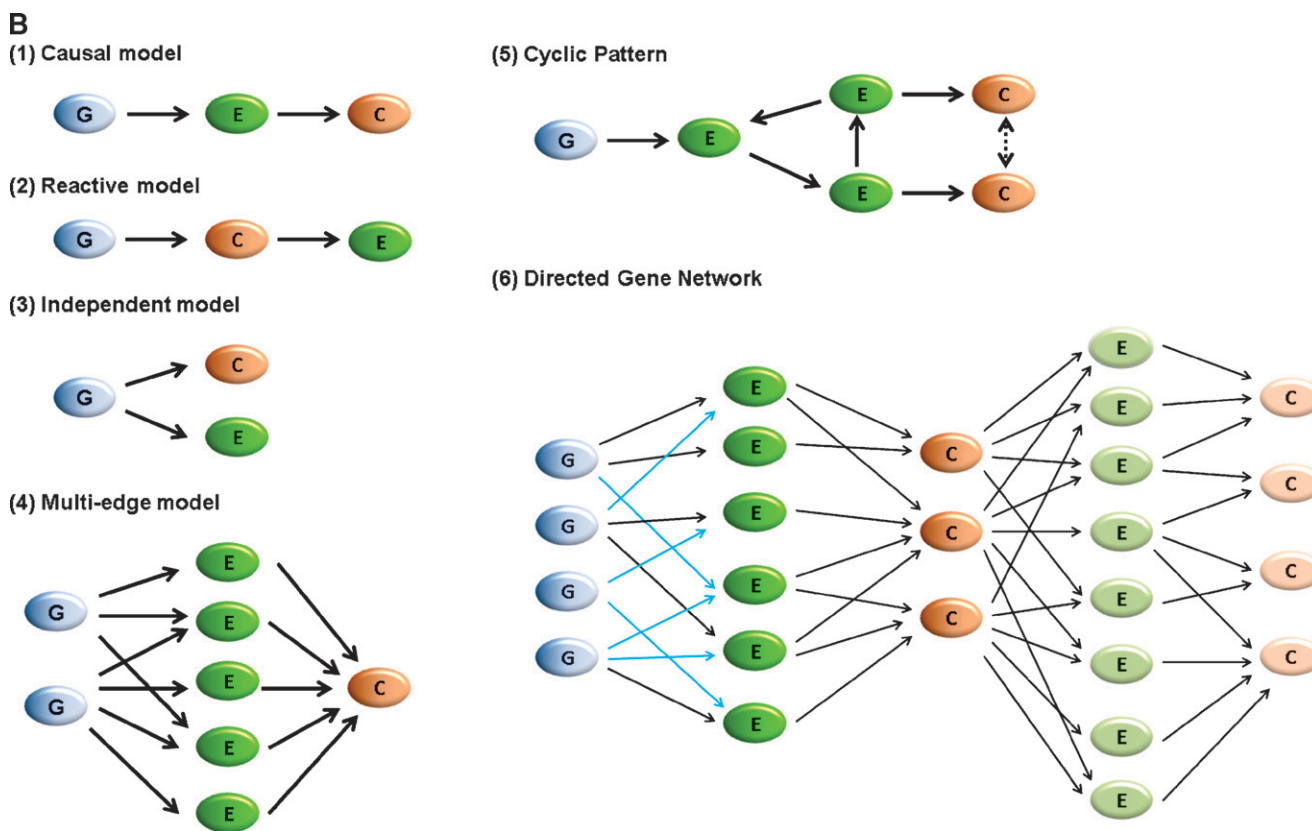 B
(1) Causal model
G E C
(2) Reactive model
G C E
(3) Independent model
G
C
E
(4) Multi-edge model
G
G
E
E
E
E
E
C
(5) Cyclic Pattern
G
E
E
C
E
C
(6) Directed Gene Network
G
G
G
G
E
E
E
E
E
E
C
C
C
E
E
E
E
E
E
E
E
C
C
C
C